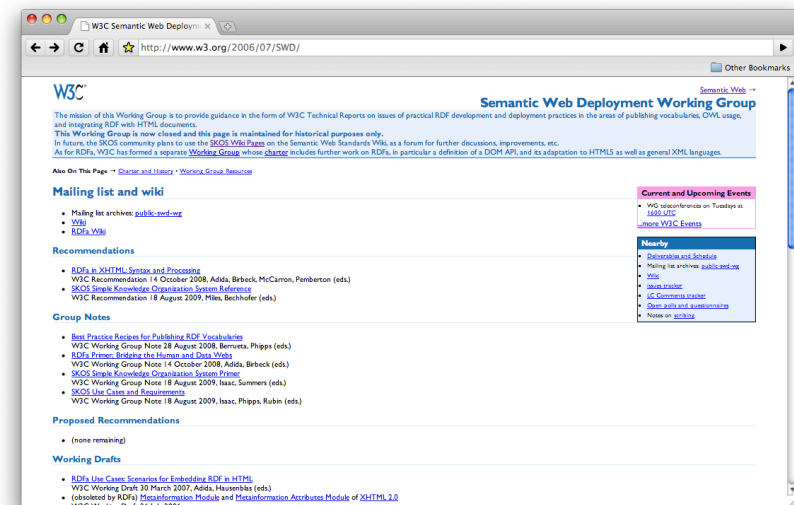 W3C Semantic Web Deploym
http://www.w3.org/2006/07/SWD/
Other Bookmarks
W3C®
Semantic Web →
Semantic Web Deployment Working Group
The mission of this Working Group is to provide guidance in the form of W3C Technical Reports on issues of practical RDF development and deployment practices in the areas of publishing vocabularies, OWL usage,
and integrating RDF with HTML documents.
This Working Group is now closed and this page is maintained for historical purposes only.
In future, the SKOS community plans to use the SKOS Wiki Pages on the Semantic Web Standards Wiki, as a forum for further discussions, improvements, etc.
As for RDFa, W3C has formed a separate Working Group whose charter includes further work on RDFa, in particular a definition of a DOM API, and its adaptation to HTML5 as well as general XML languages.
Also On This Page → Charter and History • Working Group Resources
Mailing list and wiki
• Mailing list archives: public-swd-wg
• Wiki
• RDFa Wiki
Current and Upcoming Events
• WG teleconferences on Tuesdays at
1600 UTC
...more W3C Events
Nearby
• Deliverables and Schedule
• Mailing list archives: public-swd-wg
• Wiki
• issues tracker
• LC Comments tracker
• Open polls and questionnaires
• Notes on scribing
Recommendations
• RDFa in XHTML: Syntax and Processing
W3C Recommendation 14 October 2008, Adida, Birbeck, McCarron, Pemberton (eds.)
• SKOS Simple Knowledge Organization System Reference
W3C Recommendation 18 August 2009, Miles, Bechhofer (eds.)
Group Notes
• Best Practice Recipes for Publishing RDF Vocabularies
W3C Working Group Note 28 August 2008, Berrueta, Phipps (eds.)
• RDFa Primer: Bridging the Human and Data Webs
W3C Working Group Note 14 October 2008, Adida, Birbeck (eds.)
• SKOS Simple Knowledge Organization System Primer
W3C Working Group Note 18 August 2009, Isaac, Summers (eds.)
• SKOS Use Cases and Requirements
W3C Working Group Note 18 August 2009, Isaac, Phipps, Rubin (eds.)
Proposed Recommendations
• (none remaining)
Working Drafts
• RDFa Use Cases: Scenarios for Embedding RDF in HTML
W3C Working Draft 30 March 2007, Adida, Hausenblas (eds.)
• (obsoleted by RDFa) Metainformation Module and Metainformation Attributes Module of XHTML 2.0